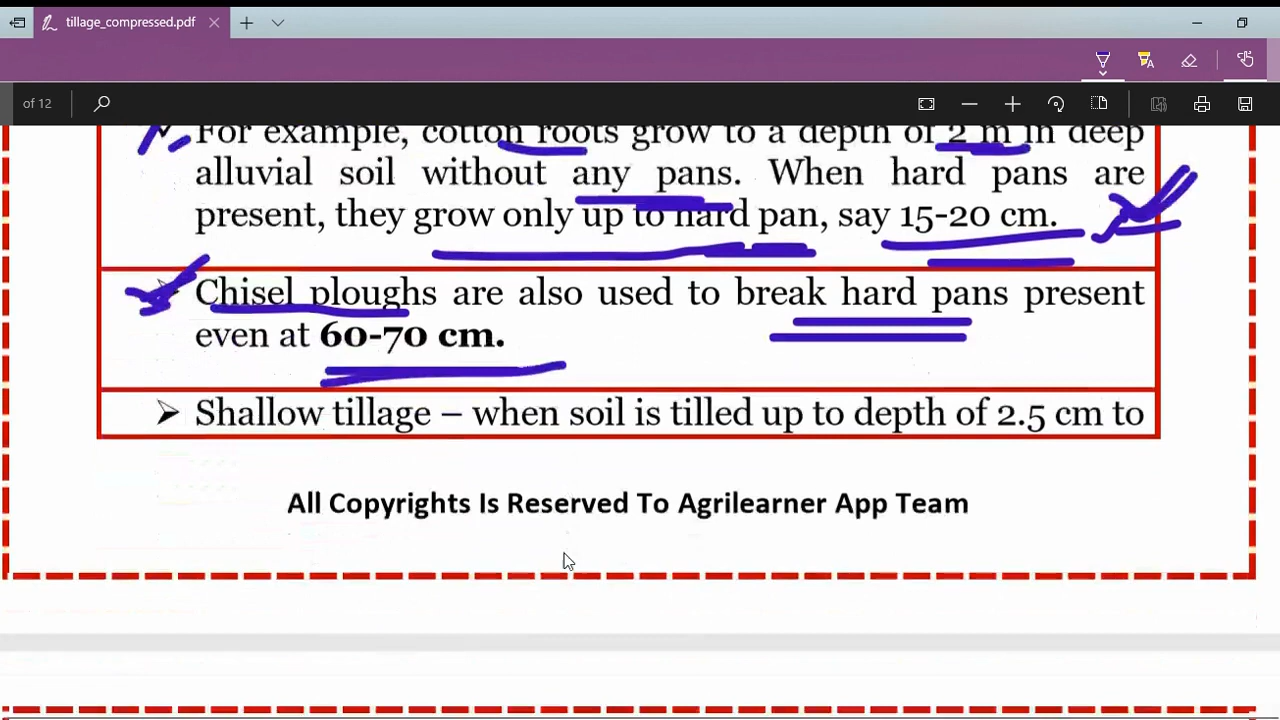 tillage_compressed.pdf
of 12
For example, cotton roots grow to a depth of 2 m in deep
alluvial soil without any pans. When hard pans are
present, they grow only up to hard pan, say 15-20 cm.
Chisel ploughs are also used to break hard pans present
even at 60-70 cm.
➢ Shallow tillage – when soil is tilled up to depth of 2.5 cm to
All Copyrights Is Reserved To Agrilearner App Team